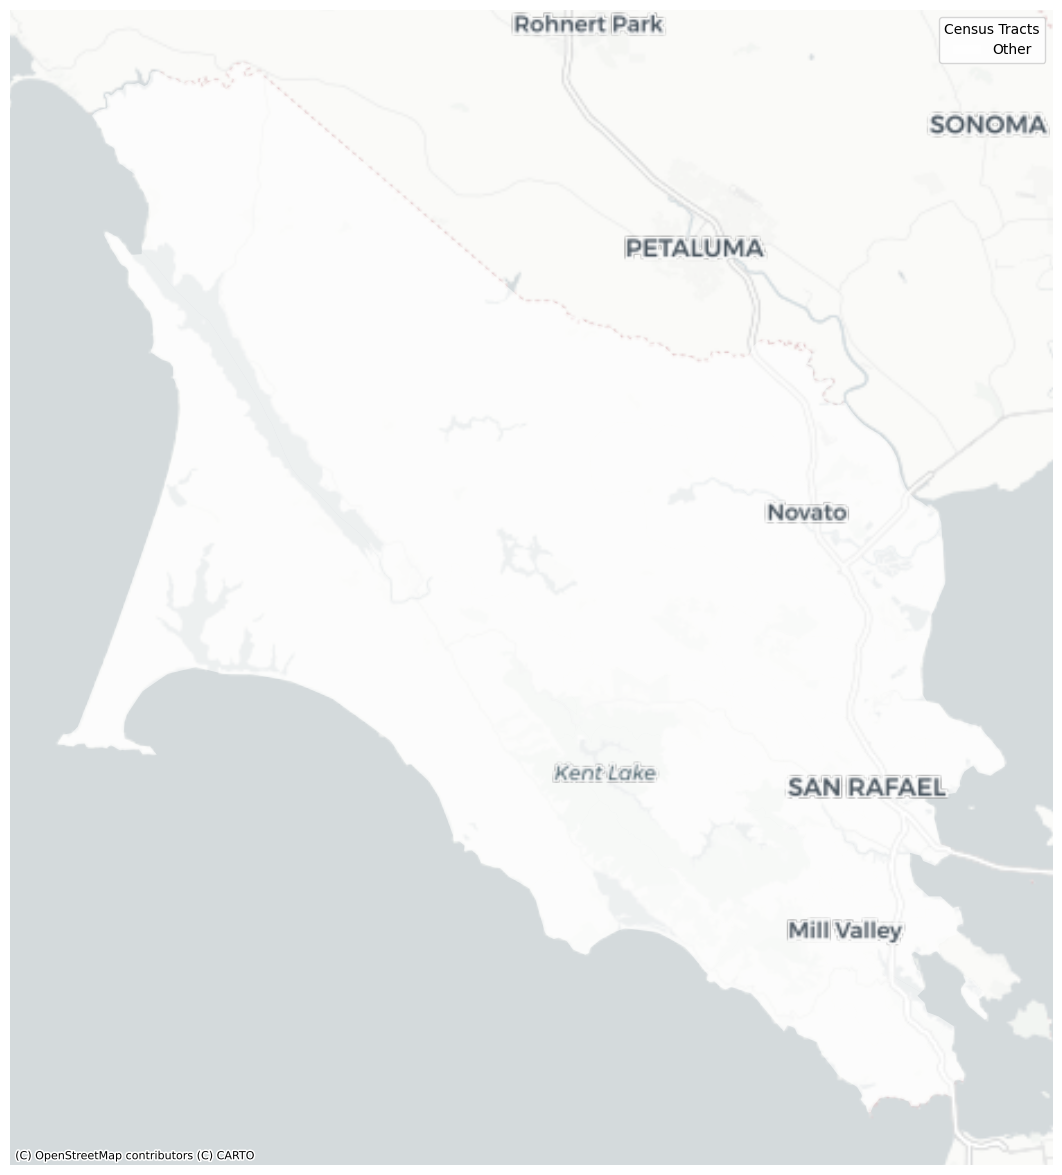 Rohnert Park
Census Tracts
Other
SONOMA
PETALUMA
Novato
Kent Lake
SAN RAFAEL
Mill Valley
(C) OpenStreetMap contributors (C) CARTO